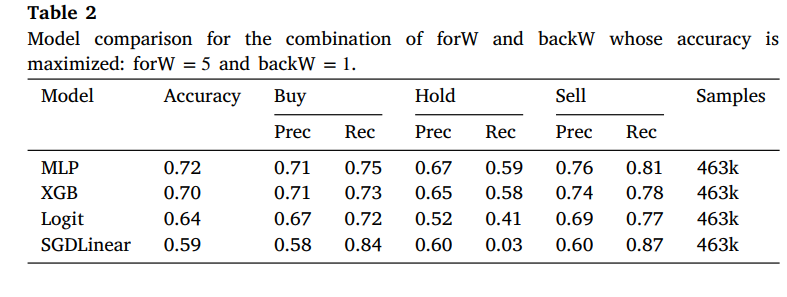 Table 2
Model comparison for the combination of forW and backW whose accuracy is
maximized: forW = 5 and backW = 1.
Model Accuracy Buy Hold Sell Samples
Prec Rec Prec Rec Prec Rec
MLP 0.72 0.71 0.75 0.67 0.59 0.76 0.81 463k
XGB 0.70 0.71 0.73 0.65 0.58 0.74 0.78 463k
Logit 0.64 0.67 0.72 0.52 0.41 0.69 0.77 463k
SGDLinear 0.59 0.58 0.84 0.60 0.03 0.60 0.87 463k